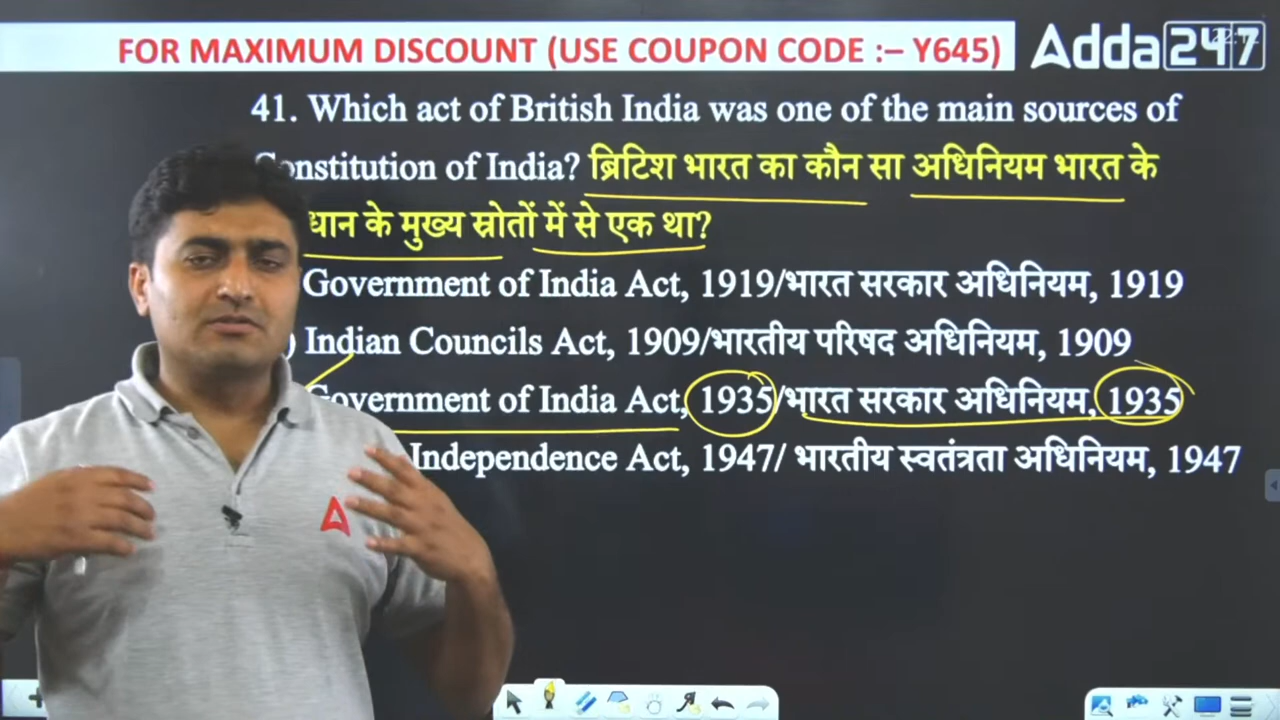 FOR MAXIMUM DISCOUNT (USE COUPON CODE :– Y645)
Adda247
41. Which act of British India was one of the main sources of
onstitution of India? ब्रिटिश भारत का कौन सा अधिनियम भारत के
धान के मुख्य स्रोतों में से एक था?
Government of India Act, 1919/भारत सरकार अधिनियम, 1919
) Indian Councils Act, 1909/भारतीय परिषद अधिनियम, 1909
Government of India Act, 1935/भारत सरकार अधिनियम, 1935
Independence Act, 1947/ भारतीय स्वतंत्रता अधिनियम, 1947